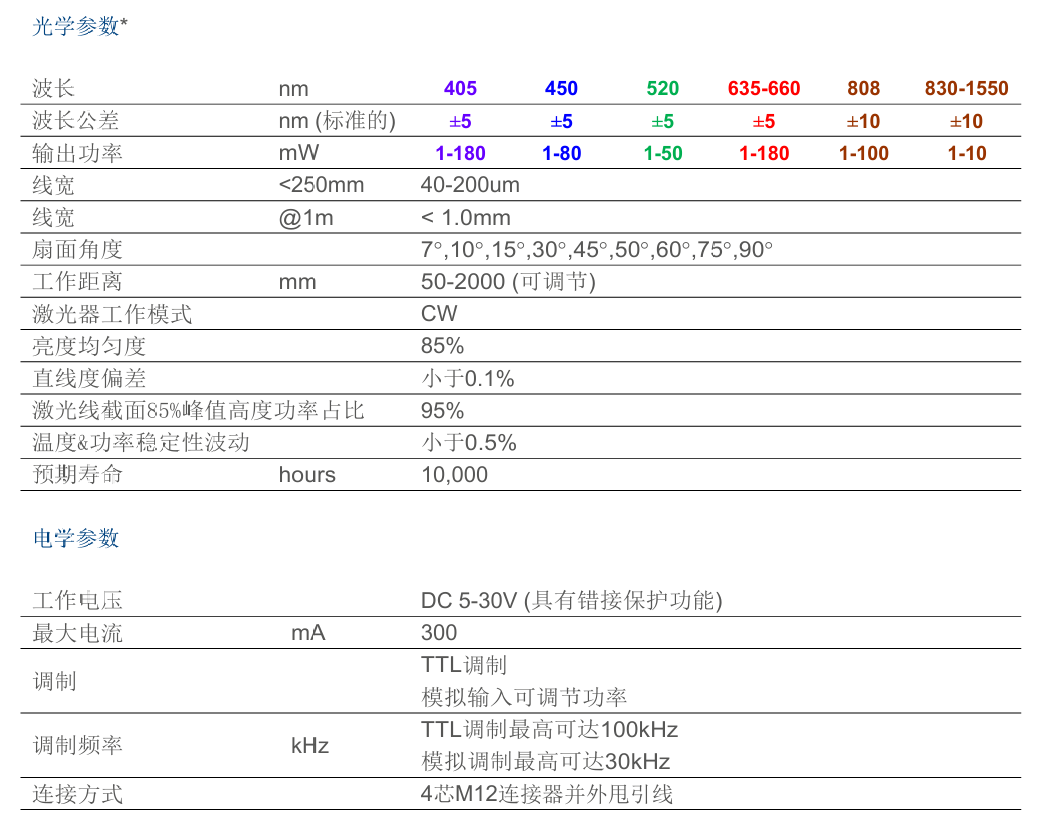 光学参数*
波长 nm 405 450 520 635-660 808 830-1550
波长公差 nm (标准的) ±5 ±5 ±5 ±5 ±10 ±10
输出功率 mW 1-180 1-80 1-50 1-180 1-100 1-10
线宽 <250mm 40-200um
线宽 @1m < 1.0mm
扇面角度 7°,10°,15°,30°,45°,50°,60°,75°,90°
工作距离 mm 50-2000 (可调节)
激光器工作模式 CW
亮度均匀度 85%
直线度偏差 小于0.1%
激光线截面85%峰值高度功率占比 95%
温度&功率稳定性波动 小于0.5%
预期寿命 hours 10,000
电学参数
工作电压 DC 5-30V (具有错接保护功能)
最大电流 mA 300
调制 TTL调制
模拟输入可调节功率
调制频率 kHz TTL调制最高可达100kHz
模拟调制最高可达30kHz
连接方式 4芯M12连接器并外甩引线